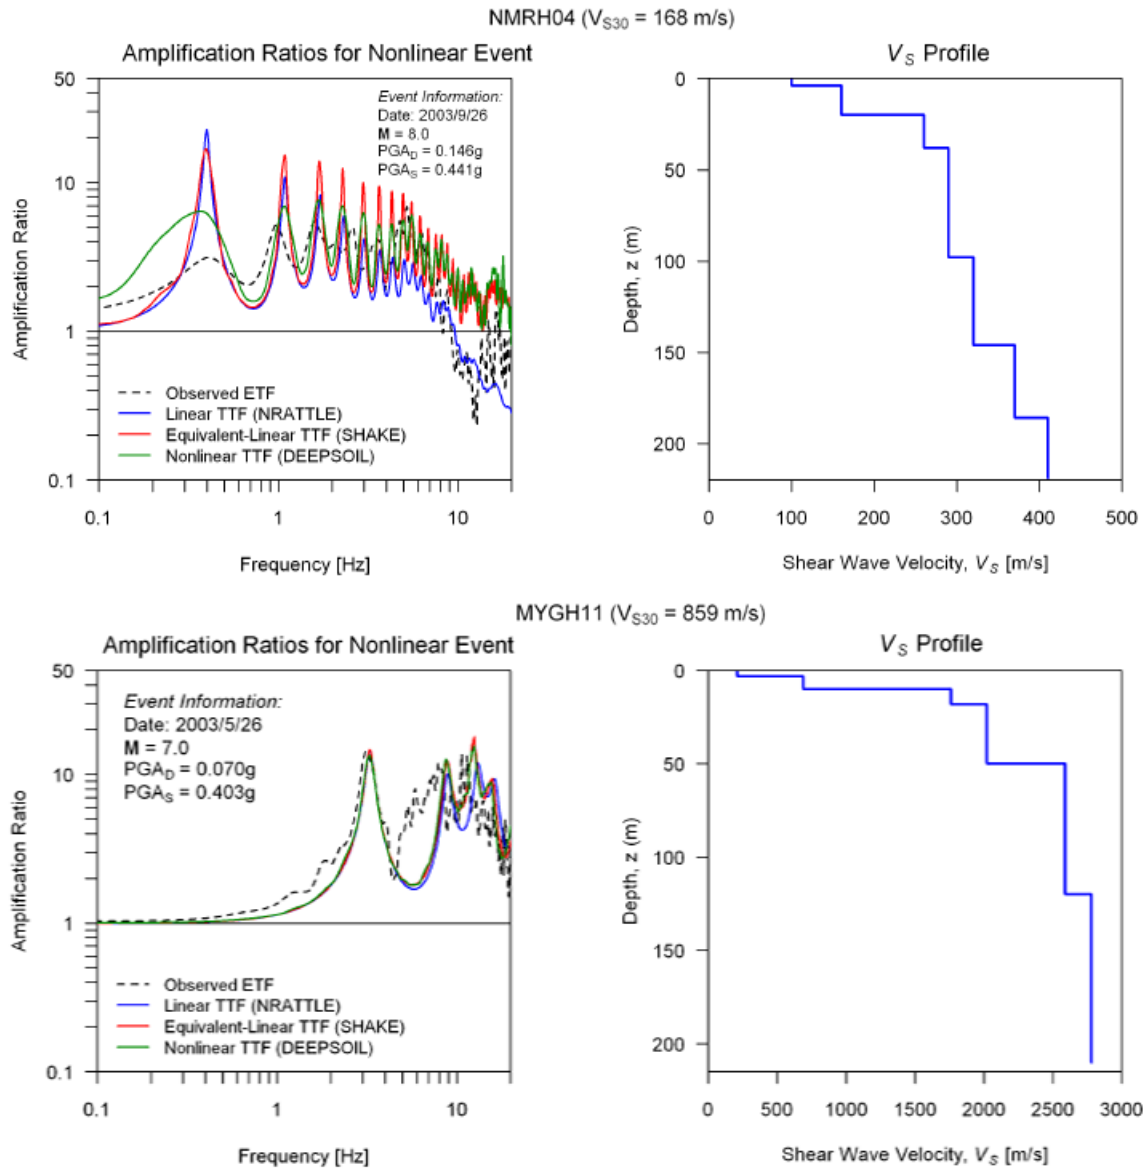 NMRH04 (VS30 = 168 m/s)
Amplification Ratios for Nonlinear Event
50
10
1
0.1
Amplification Ratio
Event Information:
Date: 2003/9/26
M = 8.0
PGAD = 0.146g
PGAS = 0.441g
Observed ETF
Linear TTF (NRATTLE)
Equivalent-Linear TTF (SHAKE)
Nonlinear TTF (DEEPSOIL)
0.1 1 10
Frequency [Hz]
VS Profile
0
50
100
150
200
Depth, z (m)
0 100 200 300 400 500
Shear Wave Velocity, VS [m/s]
MYGH11 (VS30 = 859 m/s)
Amplification Ratios for Nonlinear Event
50
10
1
0.1
Amplification Ratio
Event Information:
Date: 2003/5/26
M = 7.0
PGAD = 0.070g
PGAS = 0.403g
Observed ETF
Linear TTF (NRATTLE)
Equivalent-Linear TTF (SHAKE)
Nonlinear TTF (DEEPSOIL)
0.1 1 10
Frequency [Hz]
VS Profile
0
50
100
150
200
Depth, z (m)
0 500 1000 1500 2000 2500 3000
Shear Wave Velocity, VS [m/s]